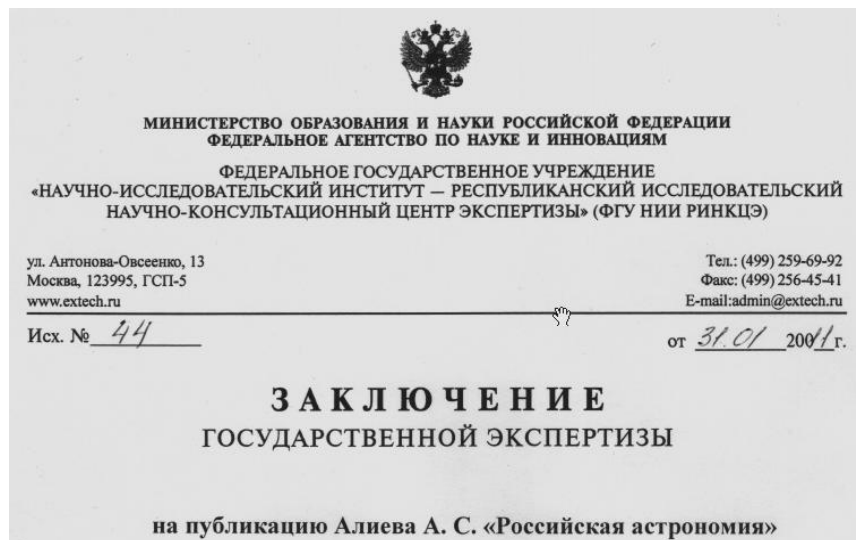 МИНИСТЕРСТВО ОБРАЗОВАНИЯ И НАУКИ РОССИЙСКОЙ ФЕДЕРАЦИИ
ФЕДЕРАЛЬНОЕ АГЕНТСТВО ПО НАУКЕ И ИННОВАЦИЯМ
ФЕДЕРАЛЬНОЕ ГОСУДАРСТВЕННОЕ УЧРЕЖДЕНИЕ
«НАУЧНО-ИССЛЕДОВАТЕЛЬСКИЙ ИНСТИТУТ — РЕСПУБЛИКАНСКИЙ ИССЛЕДОВАТЕЛЬСКИЙ
НАУЧНО-КОНСУЛЬТАЦИОННЫЙ ЦЕНТР ЭКСПЕРТИЗЫ» (ФГУ НИИ РИНКЦЭ)
ул. Антонова-Овсеенко, 13
Москва, 123995, ГСП-5
www.extech.ru
Тел.: (499) 259-69-92
Факс: (499) 256-45-41
E-mail:admin@extech.ru
Исх. № 44
от 31.01 20011 г.
ЗАКЛЮЧЕНИЕ
ГОСУДАРСТВЕННОЙ ЭКСПЕРТИЗЫ
на публикацию Алиева А. С. «Российская астрономия»